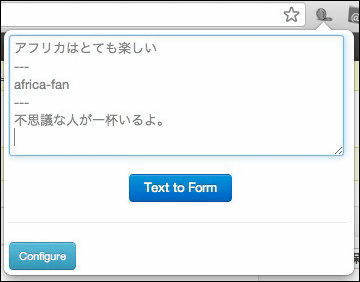 アフリカはとても楽しい
---
africa-fan
---
不思議な人が一杯いるよ。
Text to Form
Configure